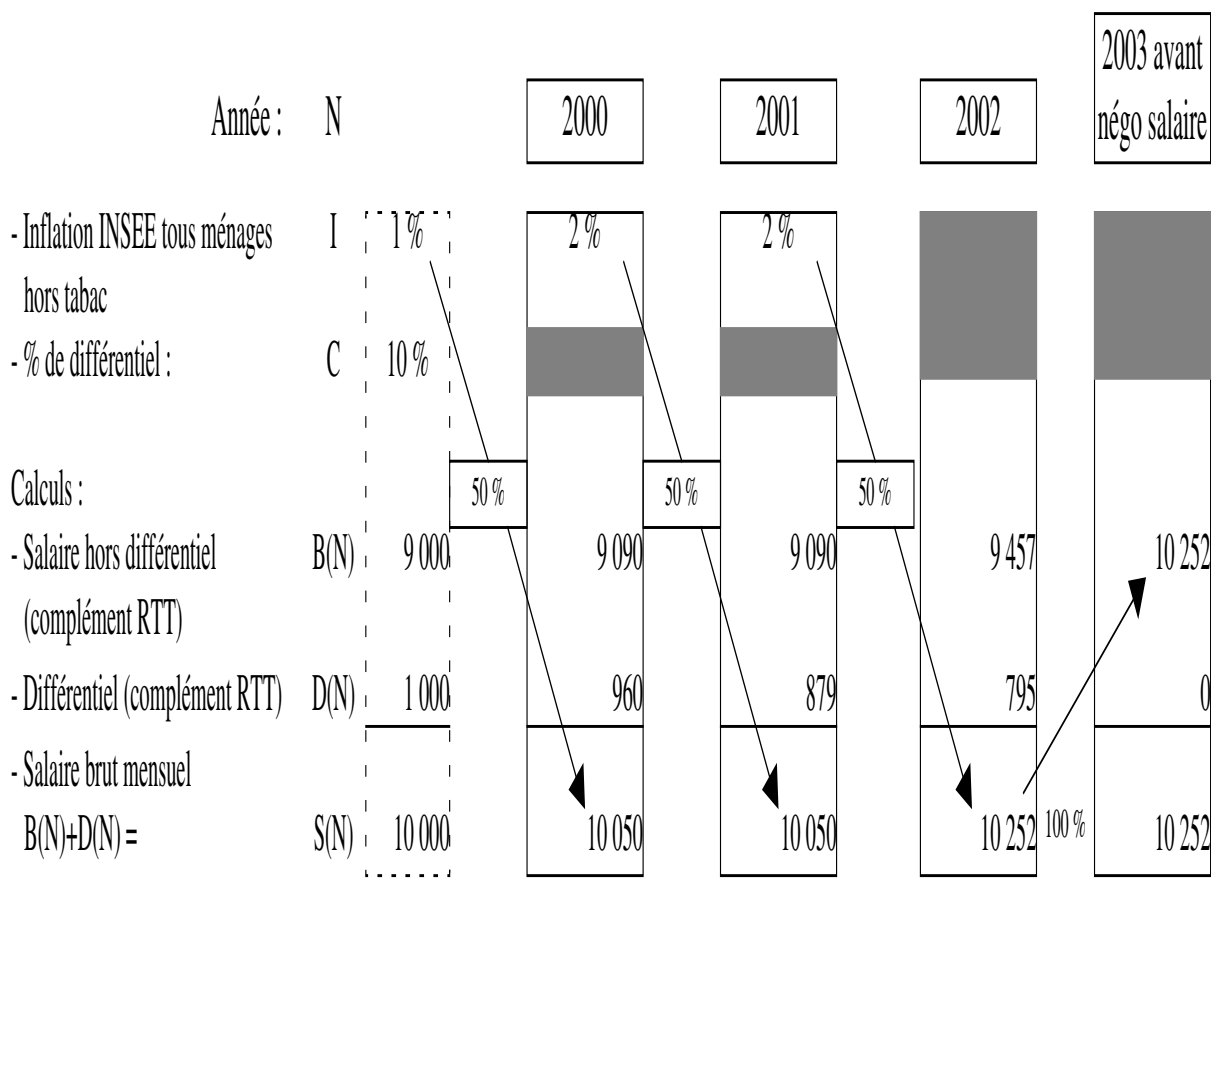 2003 avant
négo salaire
Année : N 2000 2001 2002
- Inflation INSEE tous ménages I 1 % 2 % 2 %
hors tabac
- % de différentiel : C 10 %
Calculs : 50 % 50 % 50 %
- Salaire hors différentiel B(N) 9 000 9 090 9 090 9 457 10 252
(complément RTT)
- Différentiel (complément RTT) D(N) 1 000 960 879 795 0
- Salaire brut mensuel
B(N)+D(N) = S(N) 10 000 10 050 10 050 10 252 100 % 10 252